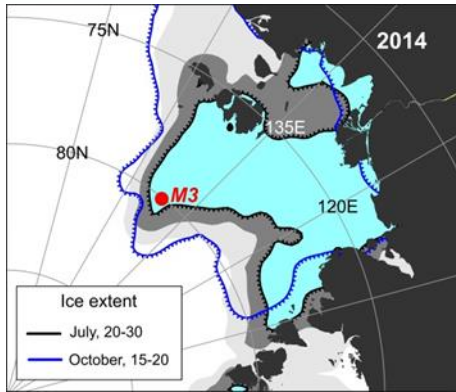 75N
2014
135E
80N
M3
120E
Ice extent
July, 20-30
October, 15-20